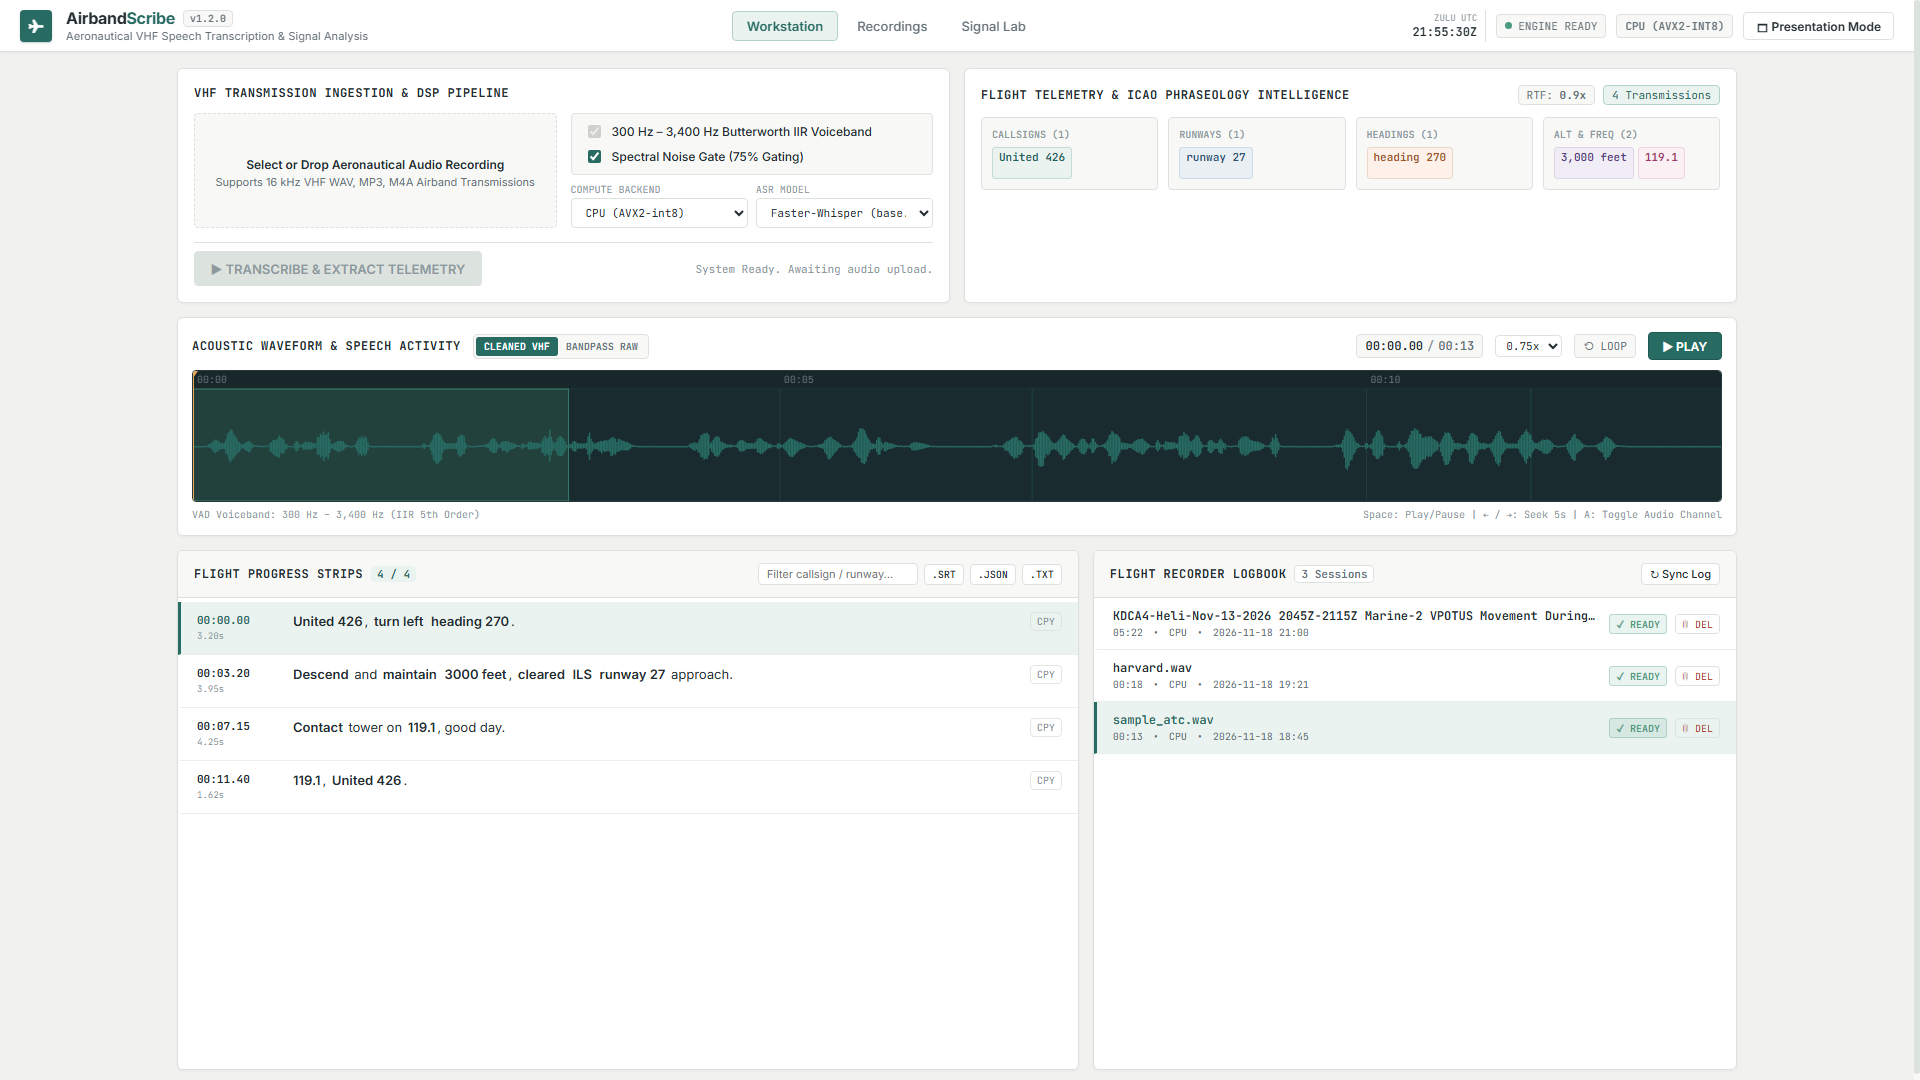 AirbandScribe v1.2.0
Aeronautical VHF Speech Transcription & Signal Analysis
Workstation Recordings Signal Lab
ZULU UTC
21:55:30Z
ENGINE READY
CPU (AVX2-INT8)
Presentation Mode
VHF TRANSMISSION INGESTION & DSP PIPELINE
Select or Drop Aeronautical Audio Recording
Supports 16 kHz VHF WAV, MP3, M4A Airband Transmissions
300 Hz – 3,400 Hz Butterworth IIR Voiceband
Spectral Noise Gate (75% Gating)
COMPUTE BACKEND ASR MODEL
CPU (AVX2-int8) Faster-Whisper (base.
▶ TRANSCRIBE & EXTRACT TELEMETRY
System Ready. Awaiting audio upload.
FLIGHT TELEMETRY & ICAO PHRASEOLOGY INTELLIGENCE
RTF: 0.9x 4 Transmissions
CALLSIGNS (1) RUNWAYS (1) HEADINGS (1) ALT & FREQ (2)
United 426 runway 27 heading 270 3,000 feet 119.1
ACOUSTIC WAVEFORM & SPEECH ACTIVITY
CLEANED VHF BANDPASS RAW
00:00.00 / 00:13 0.75x LOOP ▶ PLAY
00:00 00:05 00:10
VAD Voiceband: 300 Hz – 3,400 Hz (IIR 5th Order)
Space: Play/Pause | ← / →: Seek 5s | A: Toggle Audio Channel
FLIGHT PROGRESS STRIPS 4 / 4
Filter callsign / runway... .SRT .JSON .TXT
00:00.00 United 426, turn left heading 270. CPY
3.20s
00:03.20 Descend and maintain 3000 feet, cleared ILS runway 27 approach. CPY
3.95s
00:07.15 Contact tower on 119.1, good day. CPY
4.25s
00:11.40 119.1, United 426. CPY
1.62s
FLIGHT RECORDER LOGBOOK 3 Sessions
↻ Sync Log
KDCA4-Heli-Nov-13-2026 2045Z-2115Z Marine-2 VPOTUS Movement During…
05:22 • CPU • 2026-11-18 21:00
✓ READY DEL
harvard.wav
00:18 • CPU • 2026-11-18 19:21
✓ READY DEL
sample_atc.wav
00:13 • CPU • 2026-11-18 18:45
✓ READY DEL